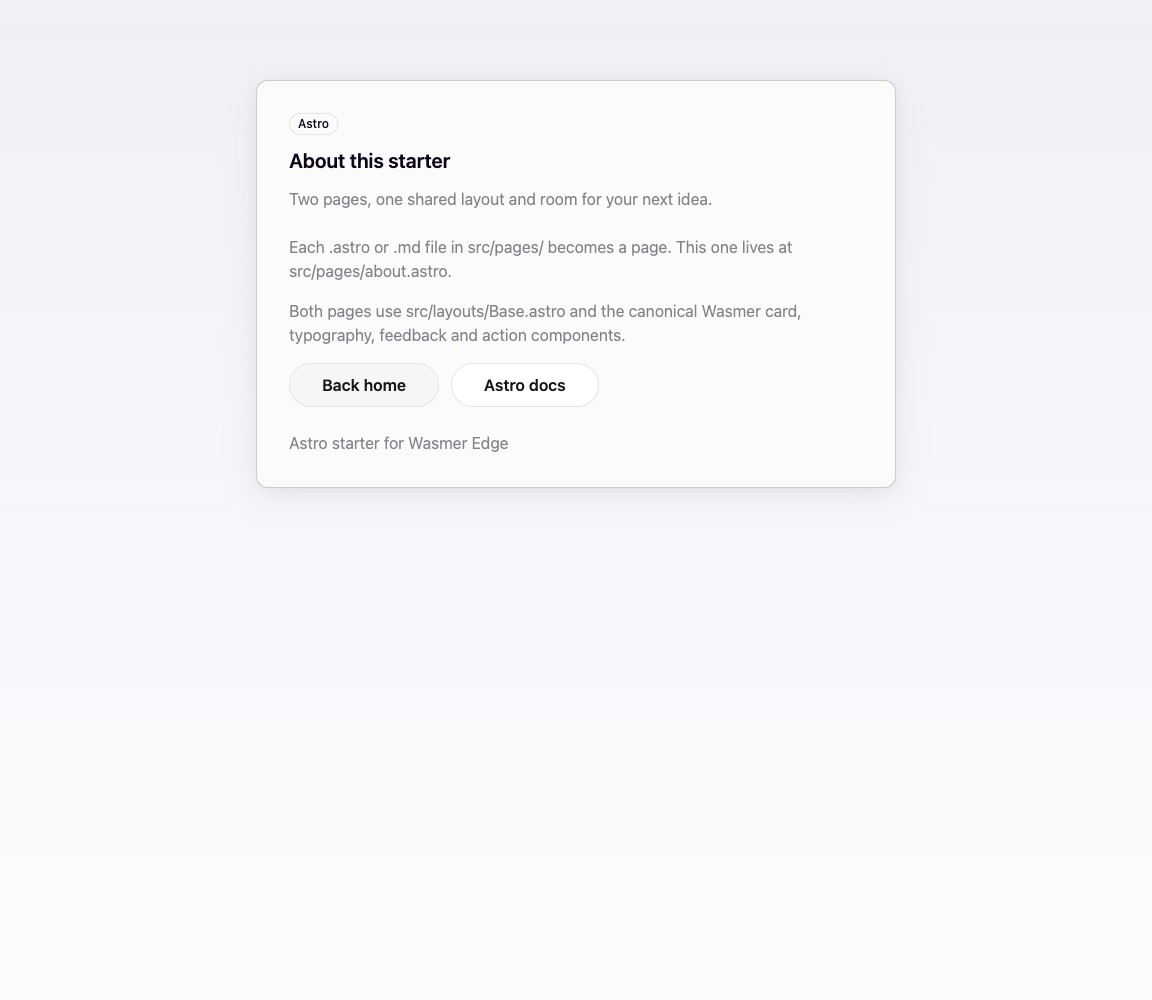 Astro
About this starter
Two pages, one shared layout and room for your next idea.
Each .astro or .md file in src/pages/ becomes a page. This one lives at
src/pages/about.astro.
Both pages use src/layouts/Base.astro and the canonical Wasmer card,
typography, feedback and action components.
Back home
Astro docs
Astro starter for Wasmer Edge